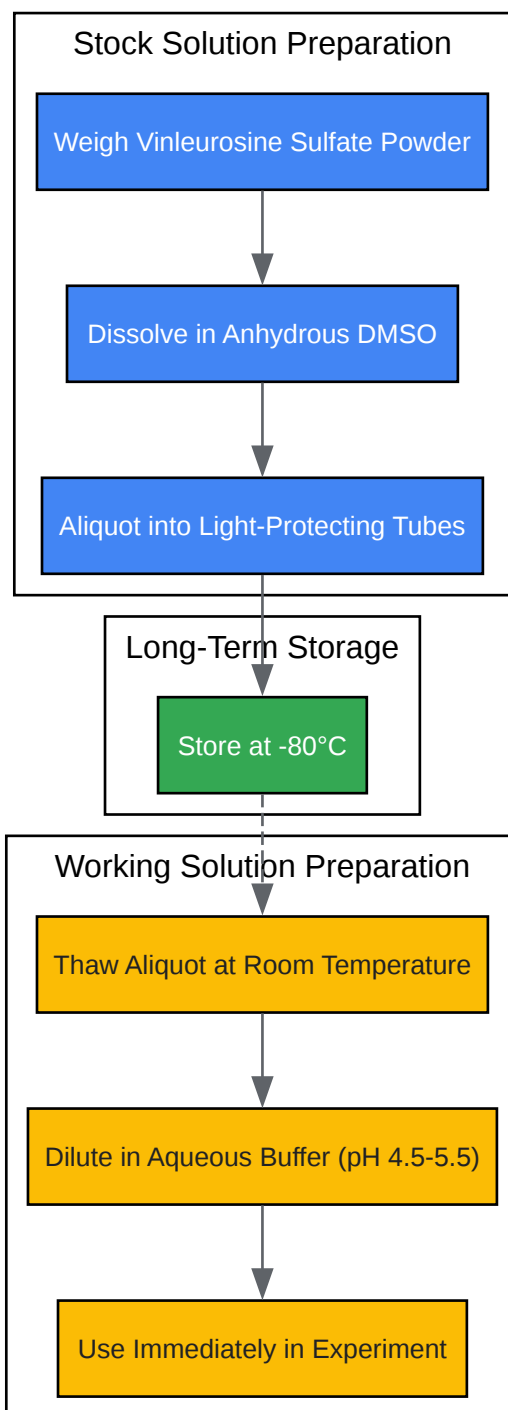 Stock Solution Preparation
Weigh Vinleurosine Sulfate Powder
Dissolve in Anhydrous DMSO
Aliquot into Light-Protecting Tubes
Long-Term Storage
Store at -80°C
Working Solution Preparation
Thaw Aliquot at Room Temperature
Dilute in Aqueous Buffer (pH 4.5-5.5)
Use Immediately in Experiment